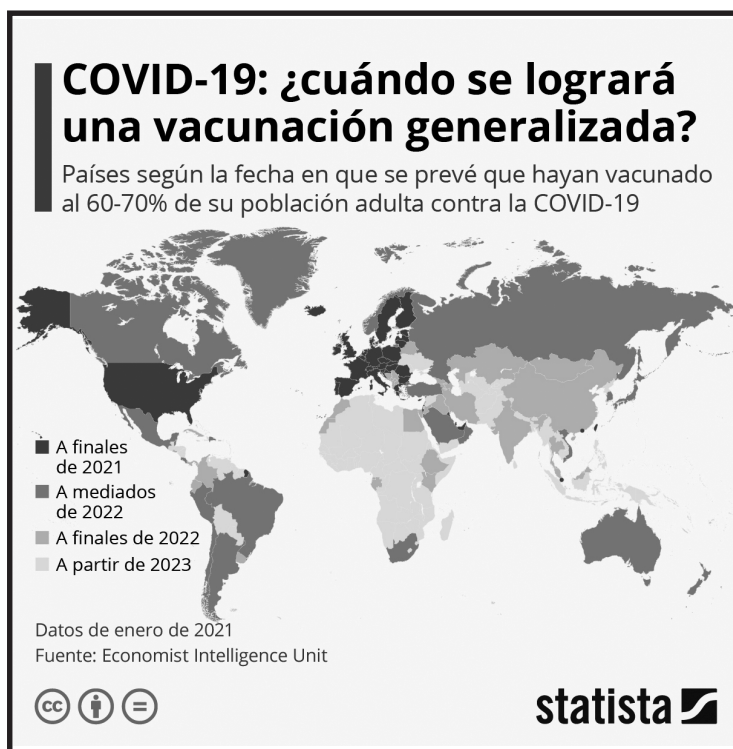 COVID-19: ¿cuándo se logrará
una vacunación generalizada?
Países según la fecha en que se prevé que hayan vacunado
al 60-70% de su población adulta contra la COVID-19
A finales
de 2021
A mediados
de 2022
A finales de 2022
A partir de 2023
Datos de enero de 2021
Fuente: Economist Intelligence Unit
cc
statista